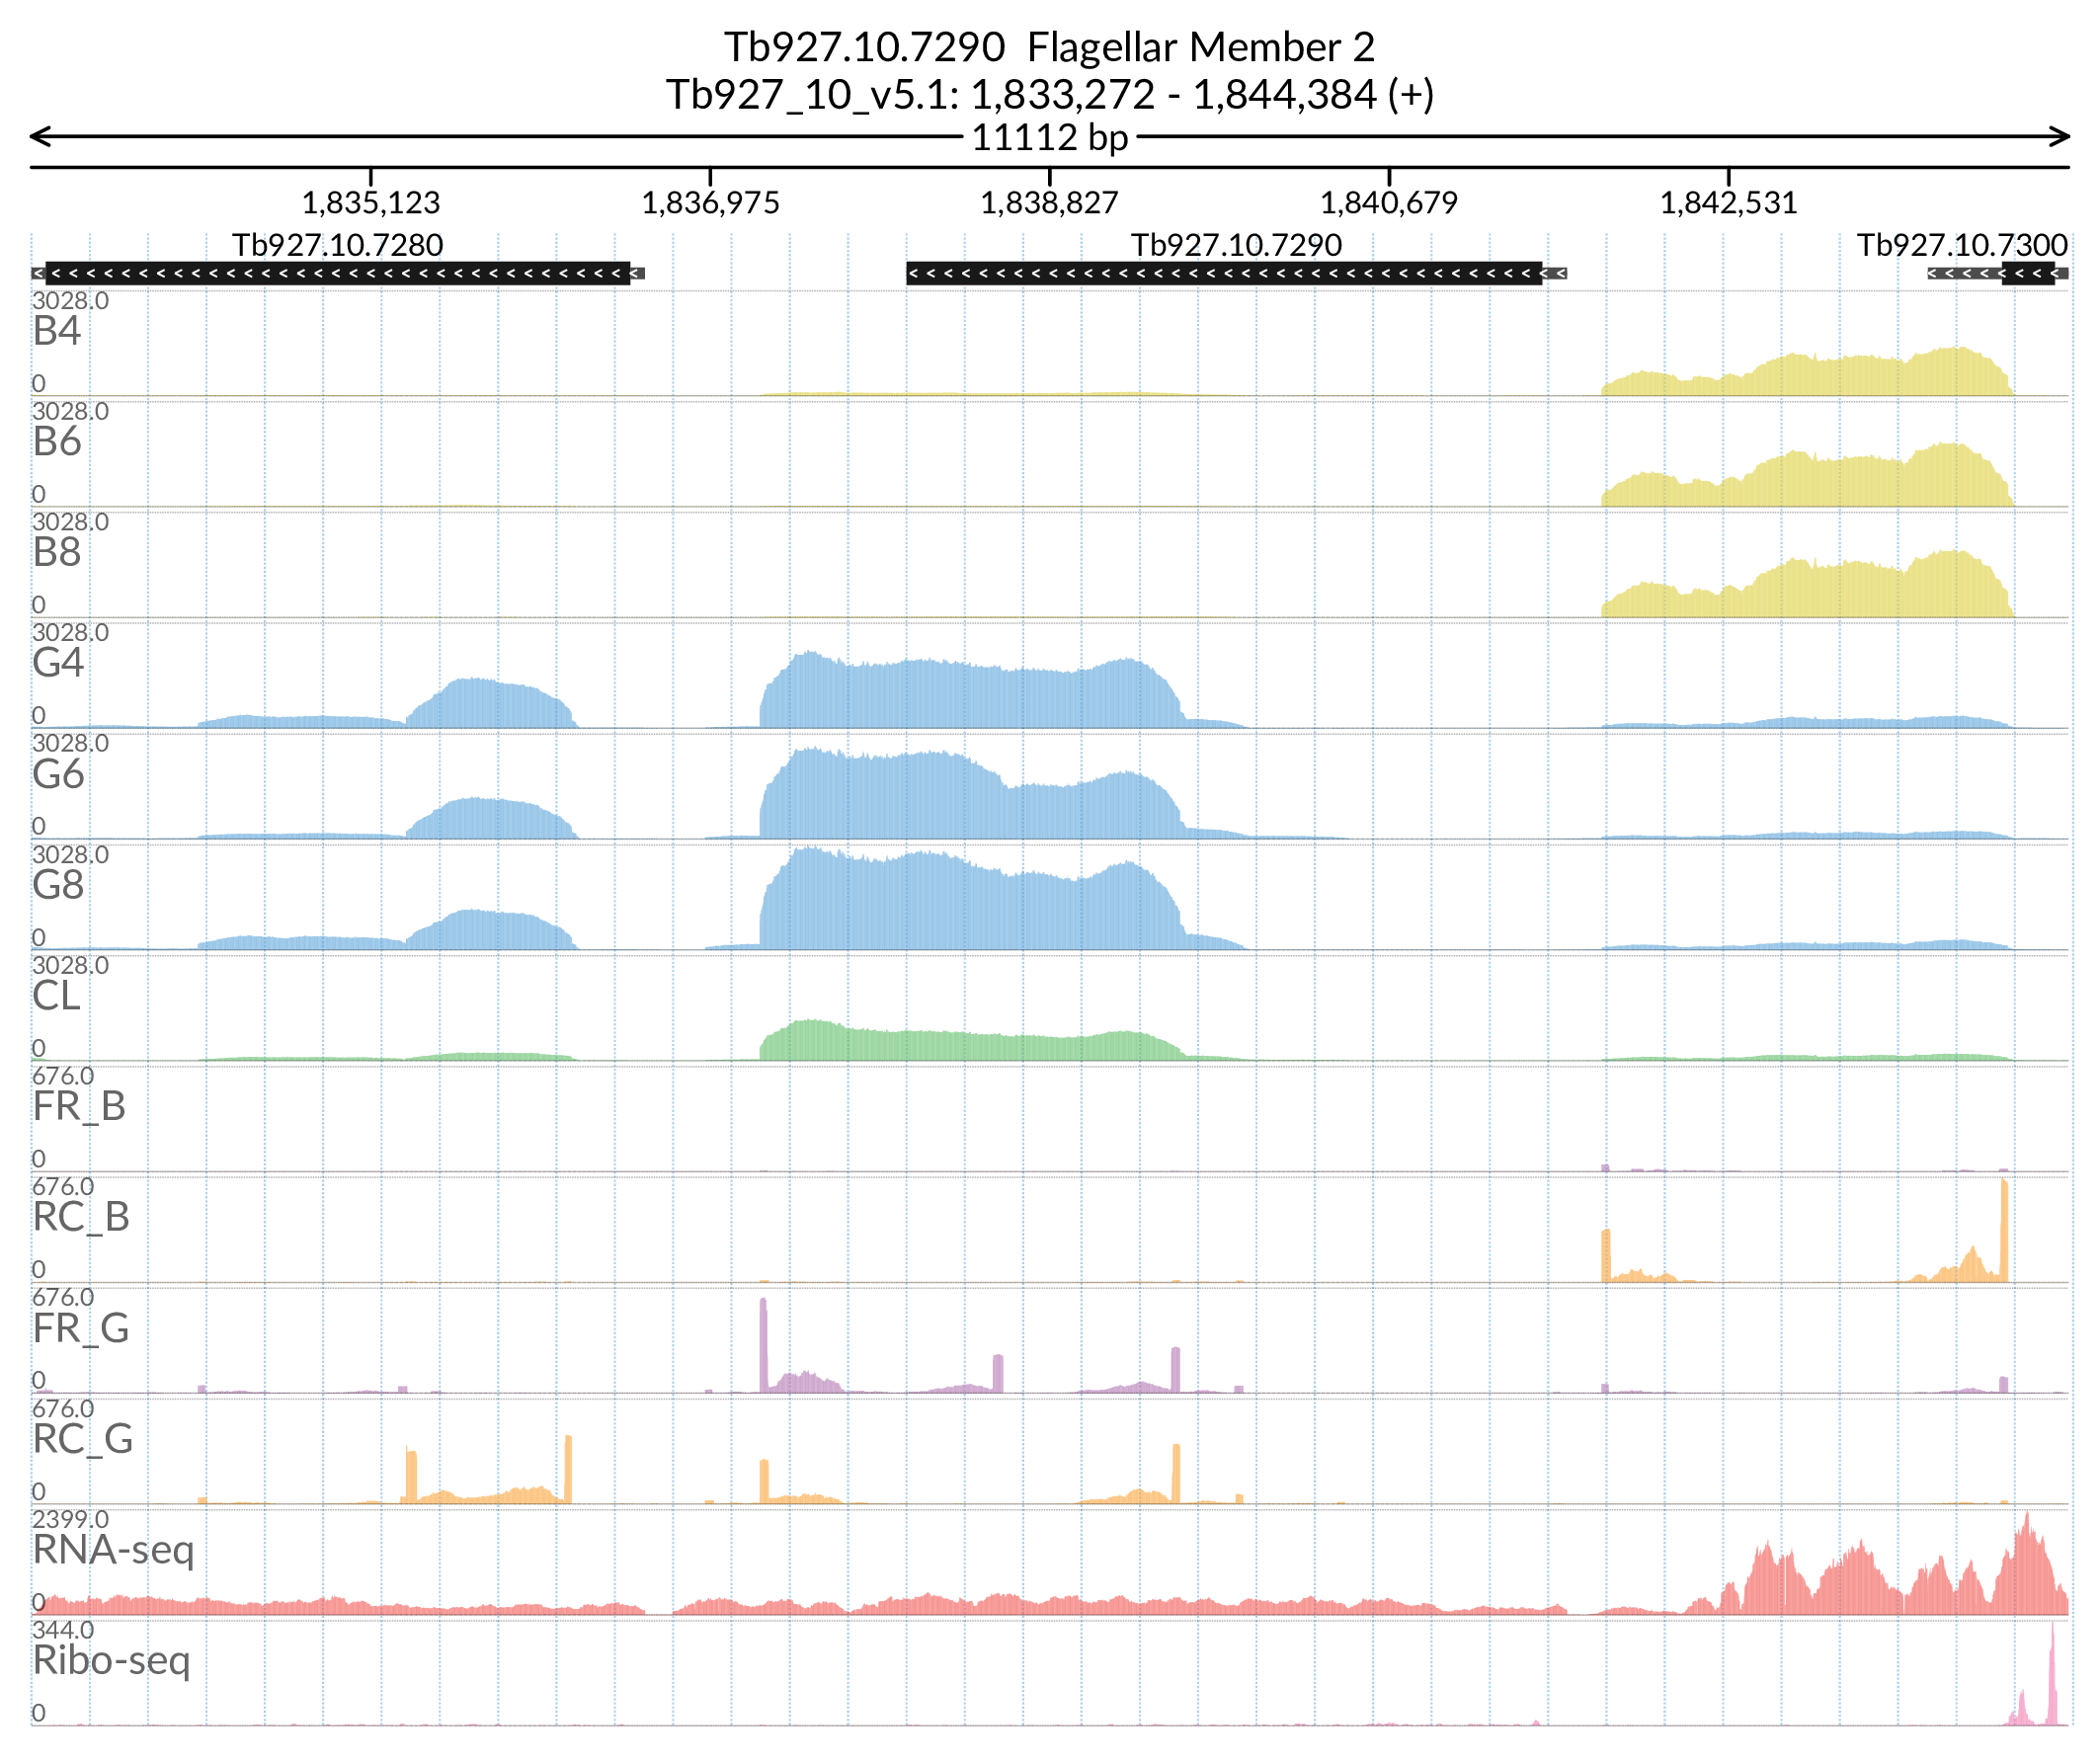 Tb927.10.7290 Flagellar Member 2
Tb927_10_v5.1: 1,833,272 - 1,844,384 (+)
11112 bp
1,835,123 1,836,975 1,838,827 1,840,679 1,842,531
Tb927.10.7280 Tb927.10.7290 Tb927.10.7300
3028.0
B4
0
3028.0
B6
0
3028.0
B8
0
3028.0
G4
0
3028.0
G6
0
3028.0
G8
0
3028.0
CL
0
676.0
FR_B
0
676.0
RC_B
0
676.0
FR_G
0
676.0
RC_G
0
2399.0
RNA-seq
0
344.0
Ribo-seq
0